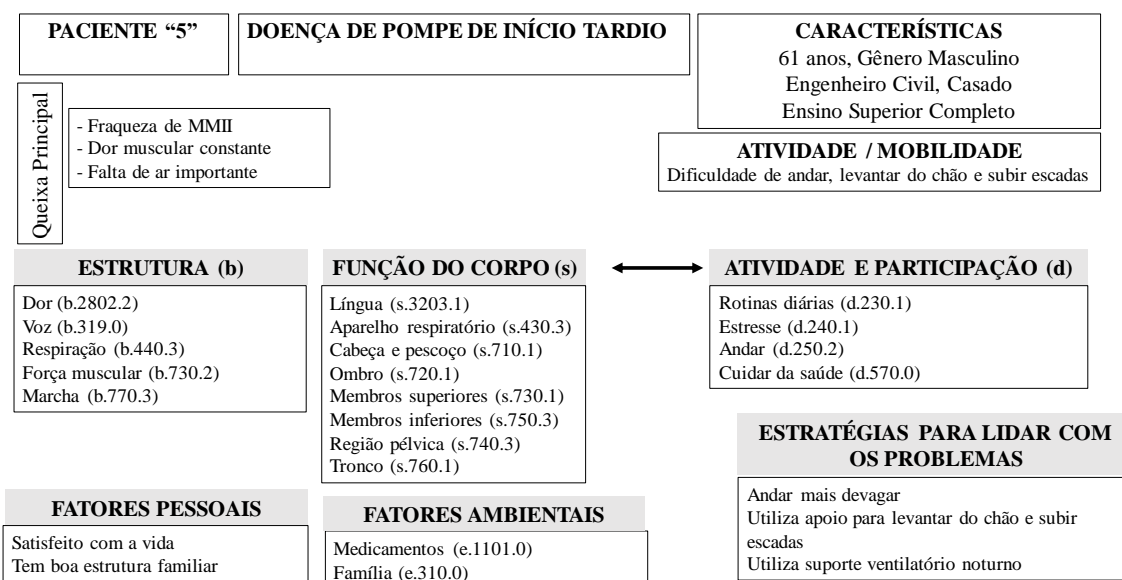 PACIENTE “5”
DOENÇA DE POMPE DE INÍCIO TARDIO
CARACTERÍSTICAS
61 anos, Gênero Masculino
Engenheiro Civil, Casado
Ensino Superior Completo
Queixa Principal
- Fraqueza de MMII
- Dor muscular constante
- Falta de ar importante
ATIVIDADE / MOBILIDADE
Dificuldade de andar, levantar do chão e subir escadas
ESTRUTURA (b)
Dor (b.2802.2)
Voz (b.319.0)
Respiração (b.440.3)
Força muscular (b.730.2)
Marcha (b.770.3)
FUNÇÃO DO CORPO (s)
Língua (s.3203.1)
Aparelho respiratório (s.430.3)
Cabeça e pescoço (s.710.1)
Ombro (s.720.1)
Membros superiores (s.730.1)
Membros inferiores (s.750.3)
Região pélvica (s.740.3)
Tronco (s.760.1)
ATIVIDADE E PARTICIPAÇÃO (d)
Rotinas diárias (d.230.1)
Estresse (d.240.1)
Andar (d.250.2)
Cuidar da saúde (d.570.0)
FATORES PESSOAIS
Satisfeito com a vida
Tem boa estrutura familiar
FATORES AMBIENTAIS
Medicamentos (e.1101.0)
Família (e.310.0)
ESTRATÉGIAS PARA LIDAR COM
OS PROBLEMAS
Andar mais devagar
Utiliza apoio para levantar do chão e subir
escadas
Utiliza suporte ventilatório noturno